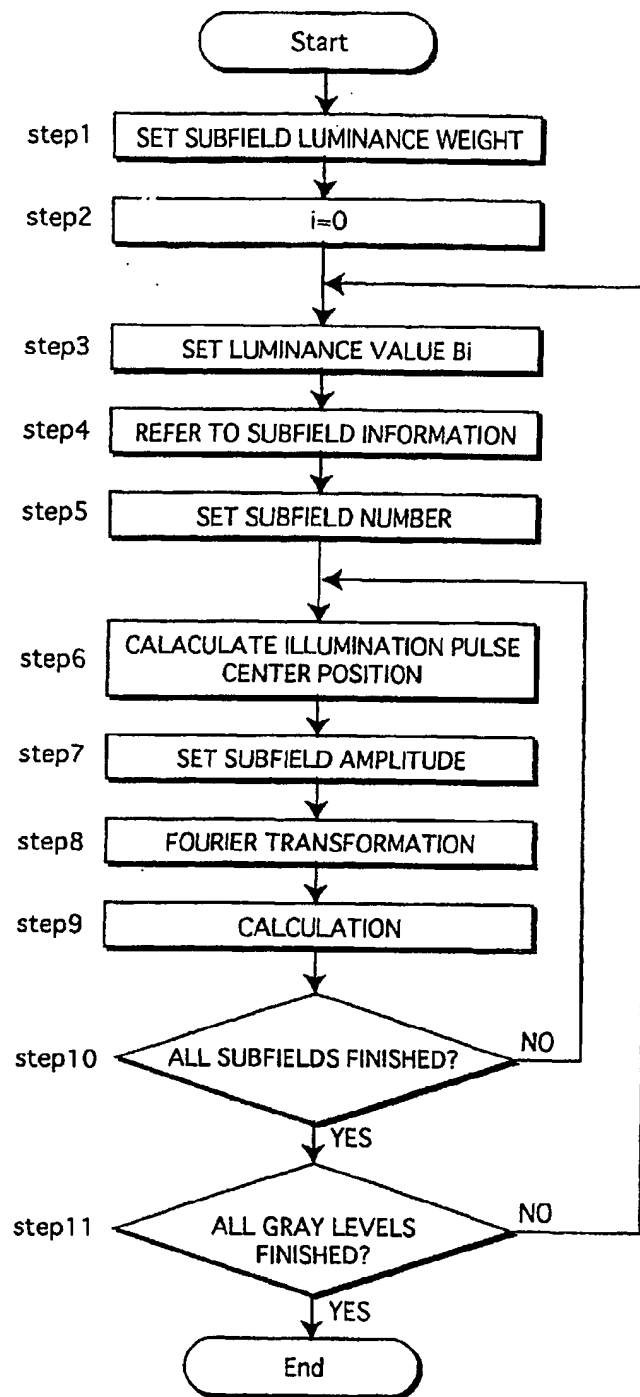 Start
step1
SET SUBFIELD LUMINANCE WEIGHT
step2
i=0
step3
SET LUMINANCE VALUE Bi
step4
REFER TO SUBFIELD INFORMATION
step5
SET SUBFIELD NUMBER
step6
CALACULATE ILLUMINATION PULSE
CENTER POSITION
step7
SET SUBFIELD AMPLITUDE
step8
FOURIER TRANSFORMATION
step9
CALCULATION
step10
ALL SUBFIELDS FINISHED?
NO
YES
step11
ALL GRAY LEVELS
FINISHED?
NO
YES
End